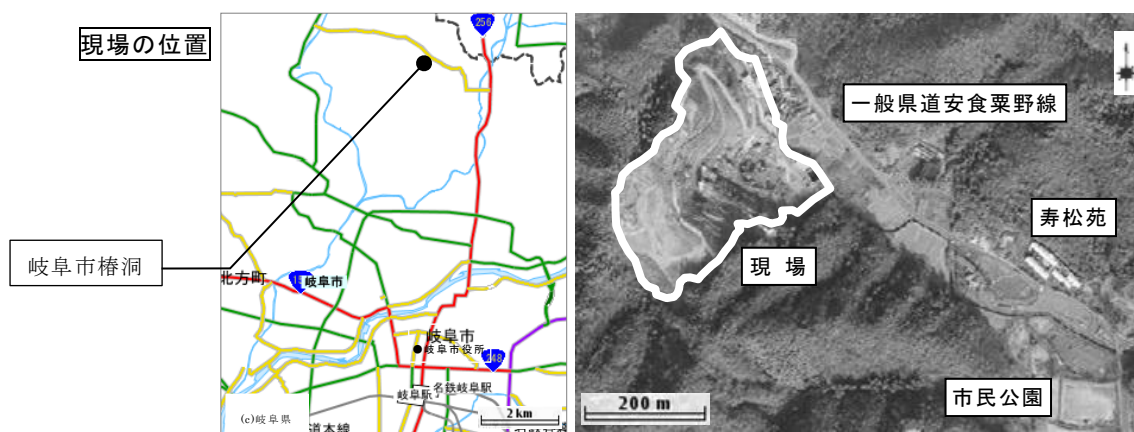 現場の位置
256
岐阜市椿洞
北方町
岐阜市
岐阜市
岐阜市役所
248
岐阜駅
名鉄岐阜駅
(c)岐阜県
道本線
2 km
一般県道安食粟野線
寿松苑
現 場
市民公園
200 m